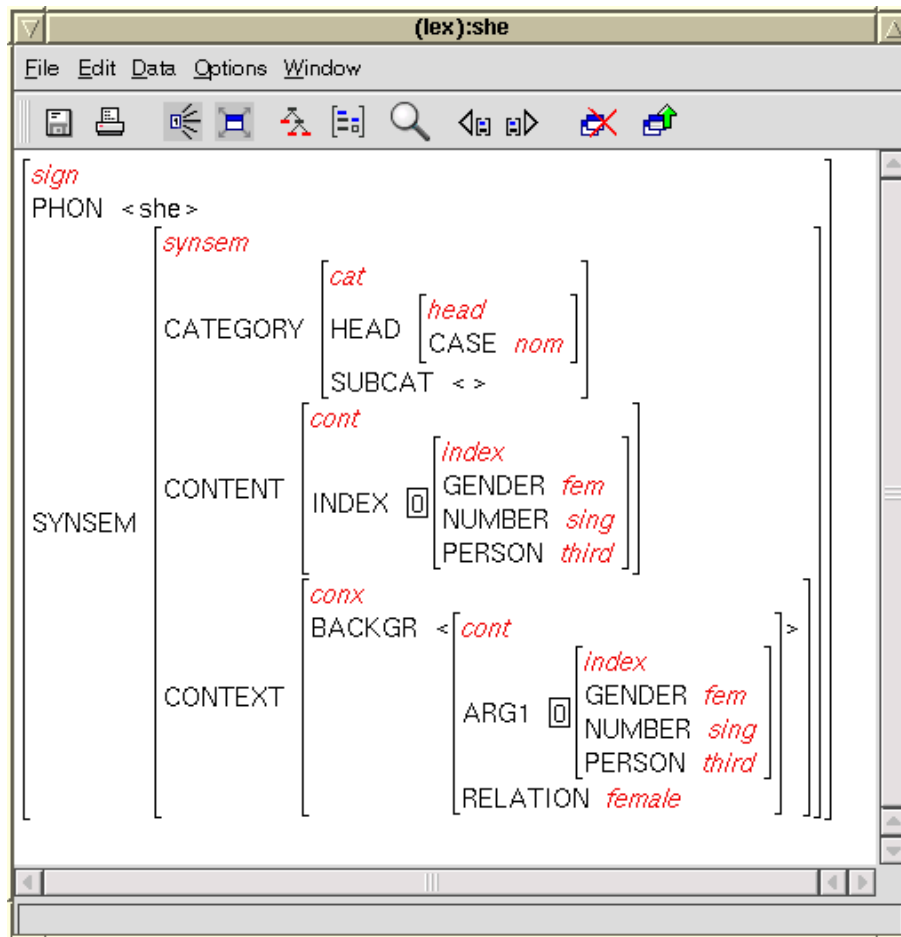 (lex):she
File Edit Data Options Window
sign
PHON <she>
synsem
cat
head
CATEGORY HEAD
CASE nom
SUBCAT < >
cont
index
GENDER fem
CONTENT
INDEX 0
NUMBER sing
SYNSEM
PERSON third
conx
BACKGR < cont >
index
GENDER fem
CONTEXT
ARG1 0
NUMBER sing
PERSON third
RELATION female